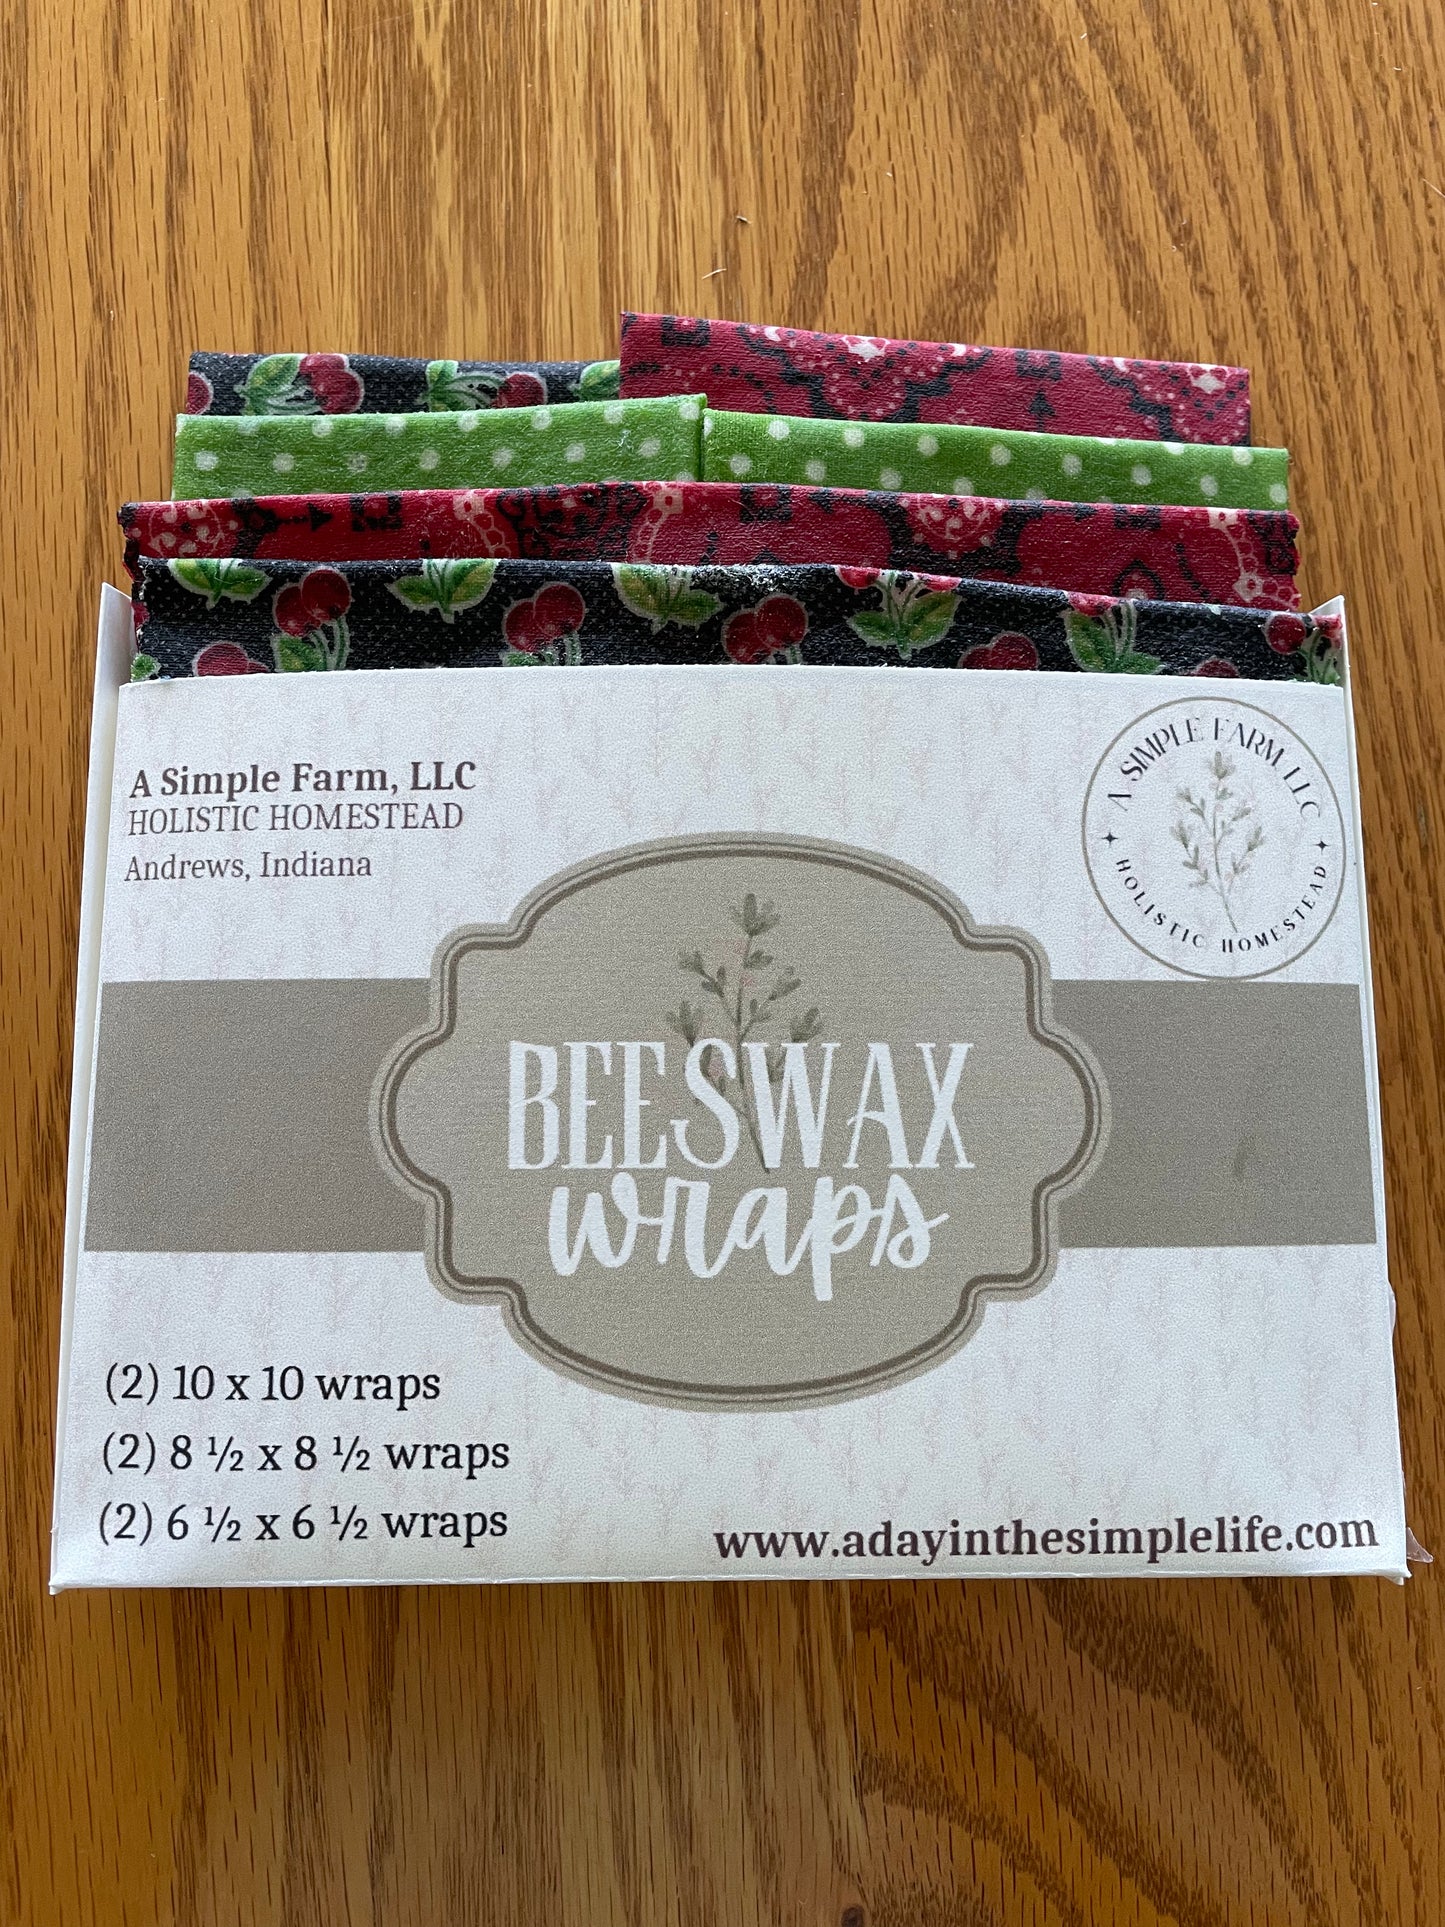 A Simple Farm, LLC
HOLISTIC HOMESTEAD
Andrews, Indiana
A SIMPLE FARM LLC
HOLISTIC HOMESTEAD
BEESWAX
wraps
(2) 10 x 10 wraps
(2) 8 ½ x 8 ½ wraps
(2) 6 ½ x 6 ½ wraps
www.adayinthesimplelife.com